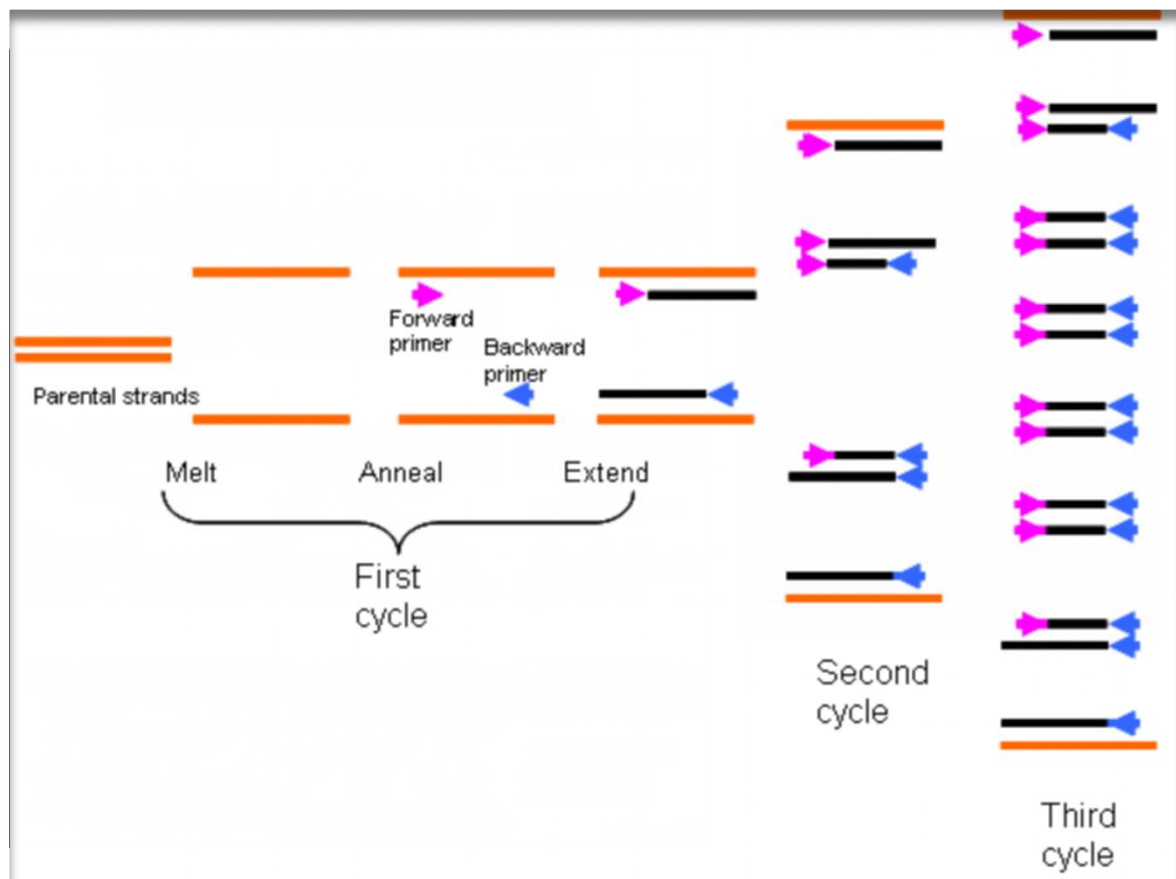 Parental strands
Forward
primer
Backward
primer
Melt
Anneal
Extend
First
cycle
Second
cycle
Third
cycle